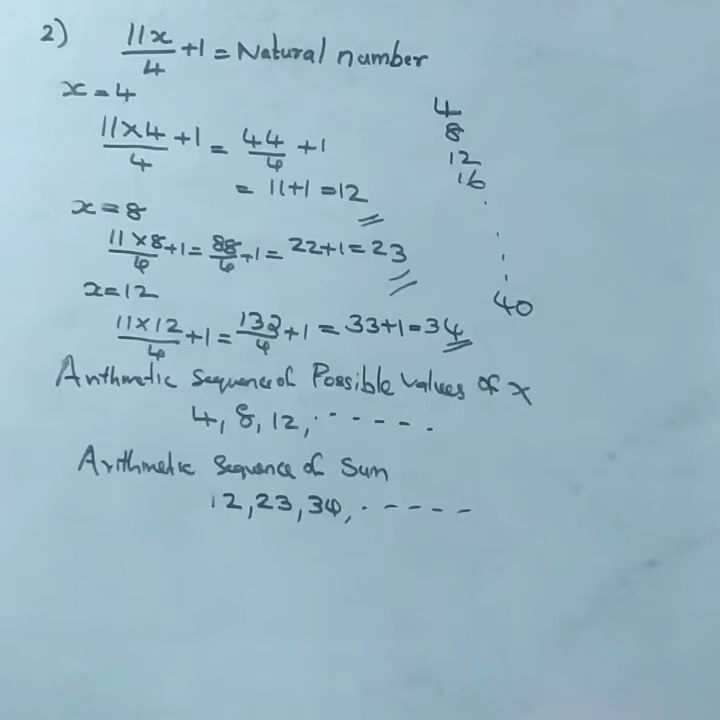 2) 11x/4 +1 = Natural number
x = 4
11×4/4 +1 = 44/4 +1
= 11+1 =12
x = 8
11×8/4 +1 = 88/4 +1 = 22+1 = 23
x=12
11×12/4 +1 = 132/4 +1 = 33+1=34
Arithmetic Sequence of Possible values of x
4, 8, 12, ......
Arithmetic Sequence of Sum
12, 23, 34, . - - - - -
4
8
12
16
.
.
.
.
40